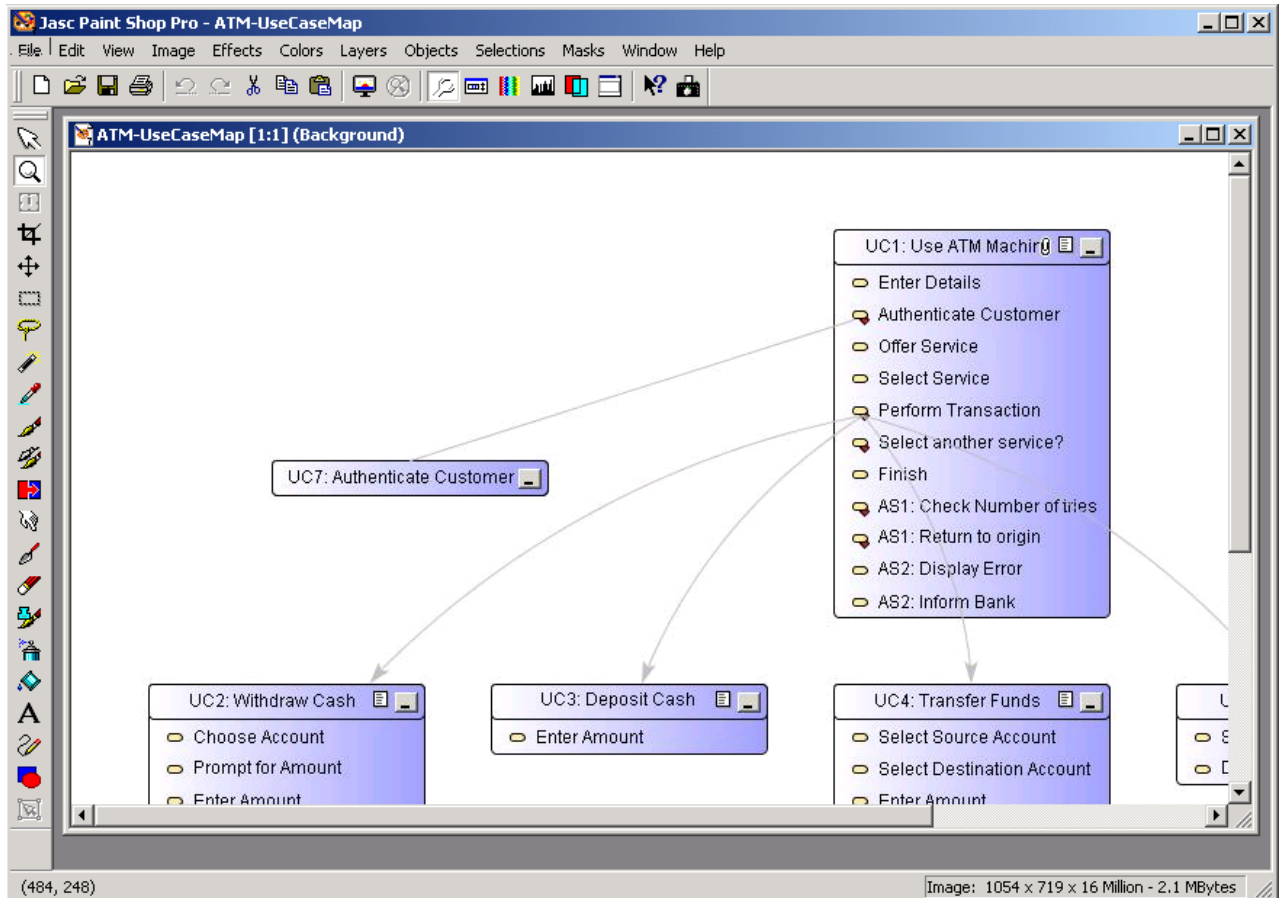 Jasc Paint Shop Pro - ATM-UseCaseMap
File Edit View Image Effects Colors Layers Objects Selections Masks Window Help
ATM-UseCaseMap [1:1] (Background)
UC1: Use ATM Machin
Enter Details
Authenticate Customer
Offer Service
Select Service
Perform Transaction
Select another service?
Finish
AS1: Check Number of tries
AS1: Return to origin
AS2: Display Error
AS2: Inform Bank
UC7: Authenticate Customer
UC2: Withdraw Cash
Choose Account
Prompt for Amount
Enter Amount
UC3: Deposit Cash
Enter Amount
UC4: Transfer Funds
Select Source Account
Select Destination Account
Enter Amount
(484, 248)
Image: 1054 x 719 x 16 Million - 2.1 MBytes